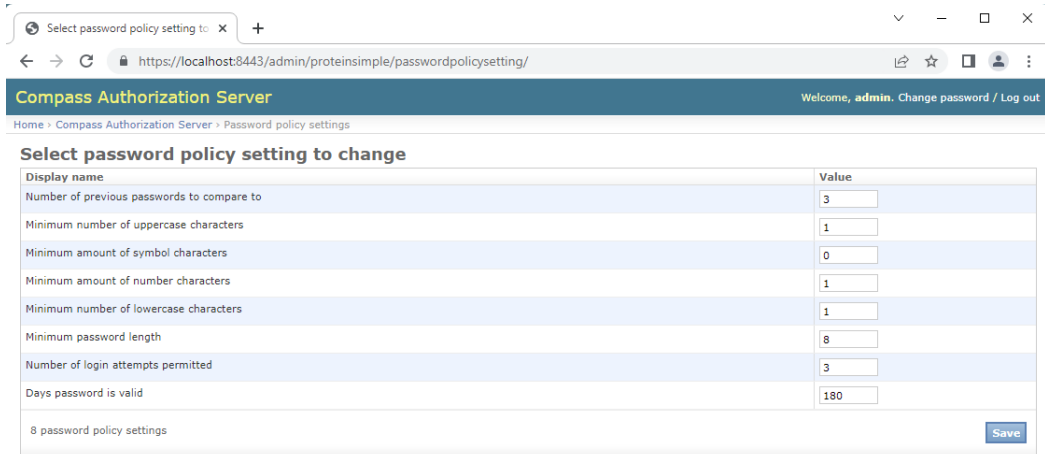 Select password policy setting to
https://localhost:8443/admin/proteinsimple/passwordpolicysetting/
Compass Authorization Server Welcome, admin. Change password / Log out
Home › Compass Authorization Server › Password policy settings
Select password policy setting to change
Display name Value
Number of previous passwords to compare to 3
Minimum number of uppercase characters 1
Minimum amount of symbol characters 0
Minimum amount of number characters 1
Minimum number of lowercase characters 1
Minimum password length 8
Number of login attempts permitted 3
Days password is valid 180
8 password policy settings Save